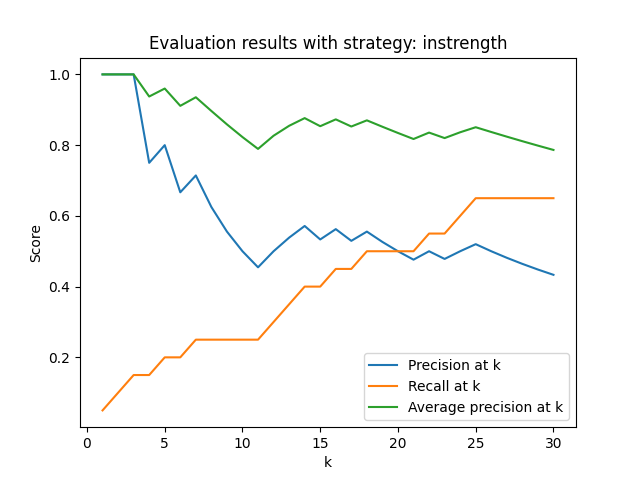 Evaluation results with strategy: instrength
1.0
0.8
0.6
0.4
0.2
Score
0
5
10
15
20
25
30
k
Precision at k
Recall at k
Average precision at k